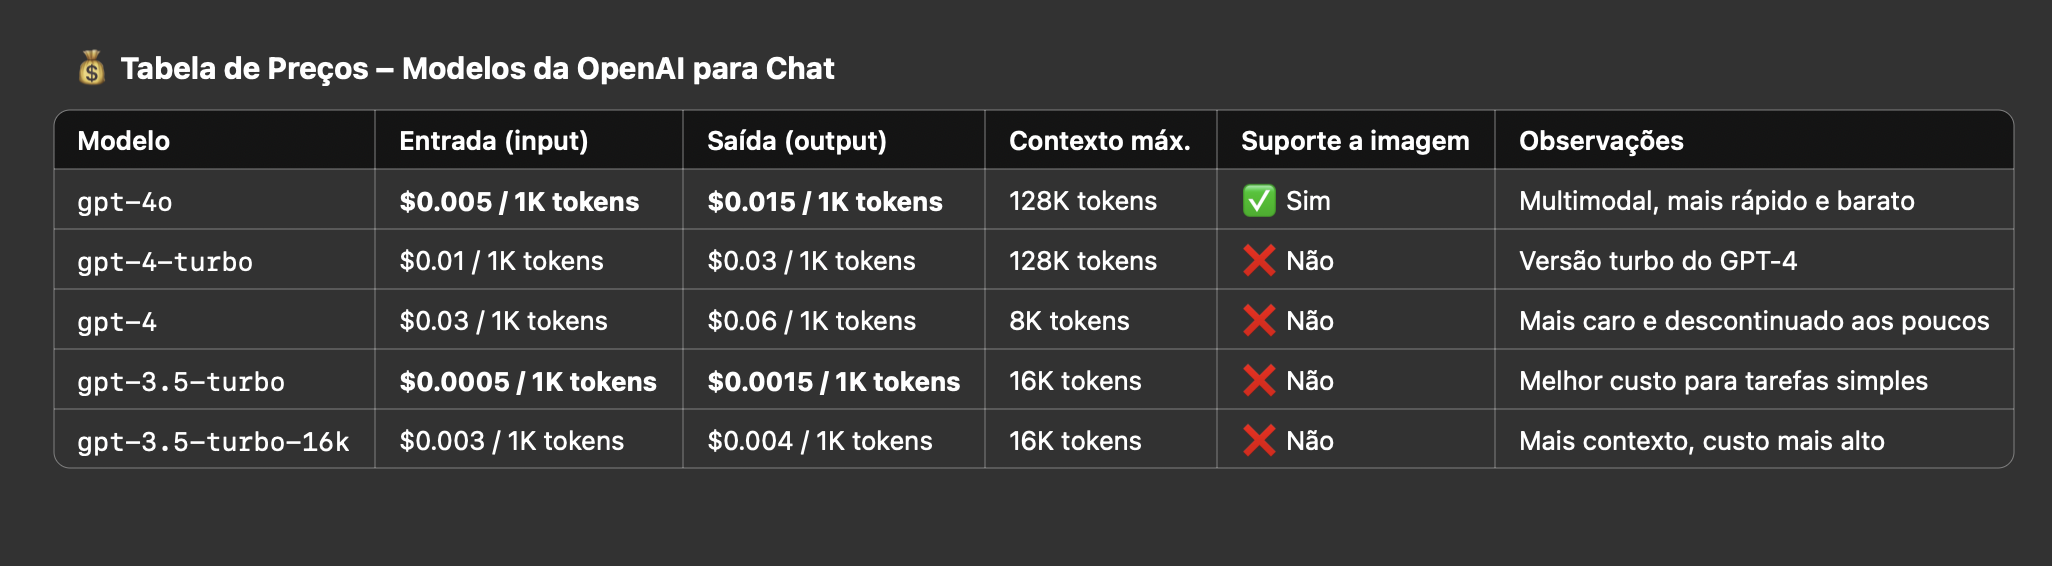 💰 Tabela de Preços – Modelos da OpenAI para Chat
Modelo Entrada (input) Saída (output) Contexto máx. Suporte a imagem Observações
gpt-4o $0.005 / 1K tokens $0.015 / 1K tokens 128K tokens ✅ Sim Multimodal, mais rápido e barato
gpt-4-turbo $0.01 / 1K tokens $0.03 / 1K tokens 128K tokens ❌ Não Versão turbo do GPT-4
gpt-4 $0.03 / 1K tokens $0.06 / 1K tokens 8K tokens ❌ Não Mais caro e descontinuado aos poucos
gpt-3.5-turbo $0.0005 / 1K tokens $0.0015 / 1K tokens 16K tokens ❌ Não Melhor custo para tarefas simples
gpt-3.5-turbo-16k $0.003 / 1K tokens $0.004 / 1K tokens 16K tokens ❌ Não Mais contexto, custo mais alto